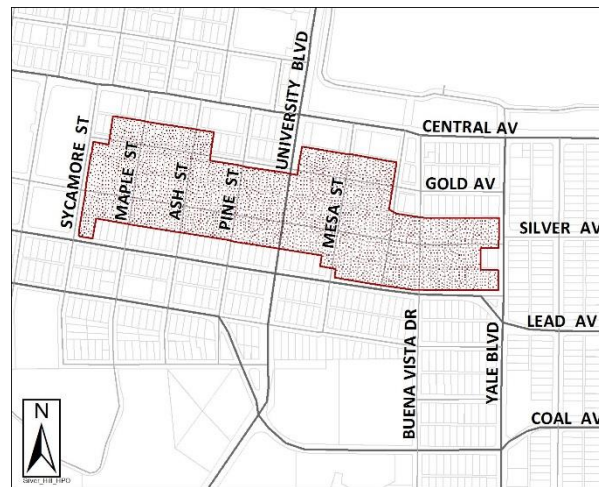 UNIVERSITY BLVD
CENTRAL AV
SYCAMORE ST
MAPLE ST
ASH ST
PINE ST
MESA ST
GOLD AV
SILVER AV
LEAD AV
BUENA VISTA DR
YALE BLVD
COAL AV
N
Silver_Hill_HPO